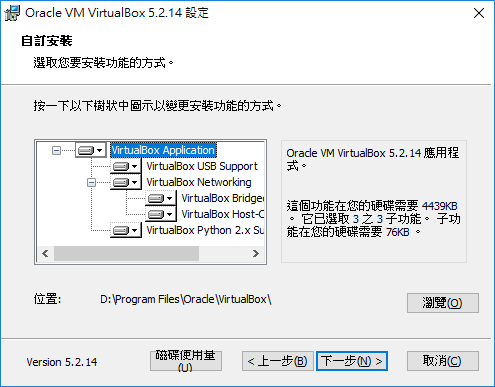 Oracle VM VirtualBox 5.2.14 設定
自訂安裝
選取您要安裝功能的方式。
按一下以下樹狀中圖示以變更安裝功能的方式。
VirtualBox Application
VirtualBox USB Support
VirtualBox Networking
VirtualBox Bridge
VirtualBox Host-O
VirtualBox Python 2.x Su
Oracle VM VirtualBox 5.2.14 應用程
式。
這個功能在您的硬碟需要 4439KB
。 它已選取 3 之 3 子功能。 子功
能在您的硬碟需要 76KB 。
位置:
D:\Program Files\Oracle\VirtualBox\
瀏覽(O)
Version 5.2.14
磁碟使用量
(U)
< 上一步(B)
下一步(N) >
取消(C)